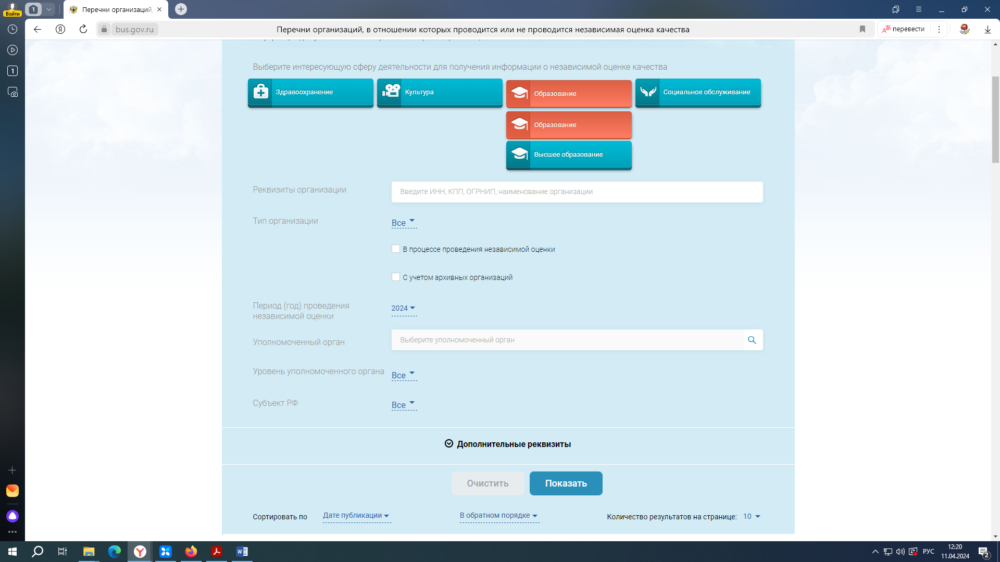 1
Перечни организаций,
Войти
bus.gov.ru
Перечни организаций, в отношении которых проводится или не проводится независимая оценка качества
перевести
1
Выберите интересующую сферу деятельности для получения информации о независимой оценке качества
Здравоохранение
Культура
Образование
Социальное обслуживание
Образование
Высшее образование
Реквизиты организации
Введите ИНН, КПП, ОГРНИП, наименование организации
Тип организации
Все
В процессе проведения независимой оценки
С учетом архивных организаций
Период (год) проведения
независимой оценки
2024
Уполномоченный орган
Выберите уполномоченный орган
Уровень уполномоченного органа
Все
Субъект РФ
Все
Дополнительные реквизиты
Очистить
Показать
Сортировать по
Дате публикации
В обратном порядке
Количество результатов на странице:
10
РУС
12:20
11.04.2024
2